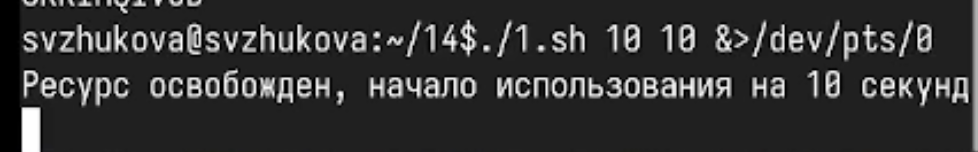 svzhukova@svzhukova:~/14$./1.sh 10 10 &>/dev/pts/0
Ресурс освобожден, начало использования на 10 секунд